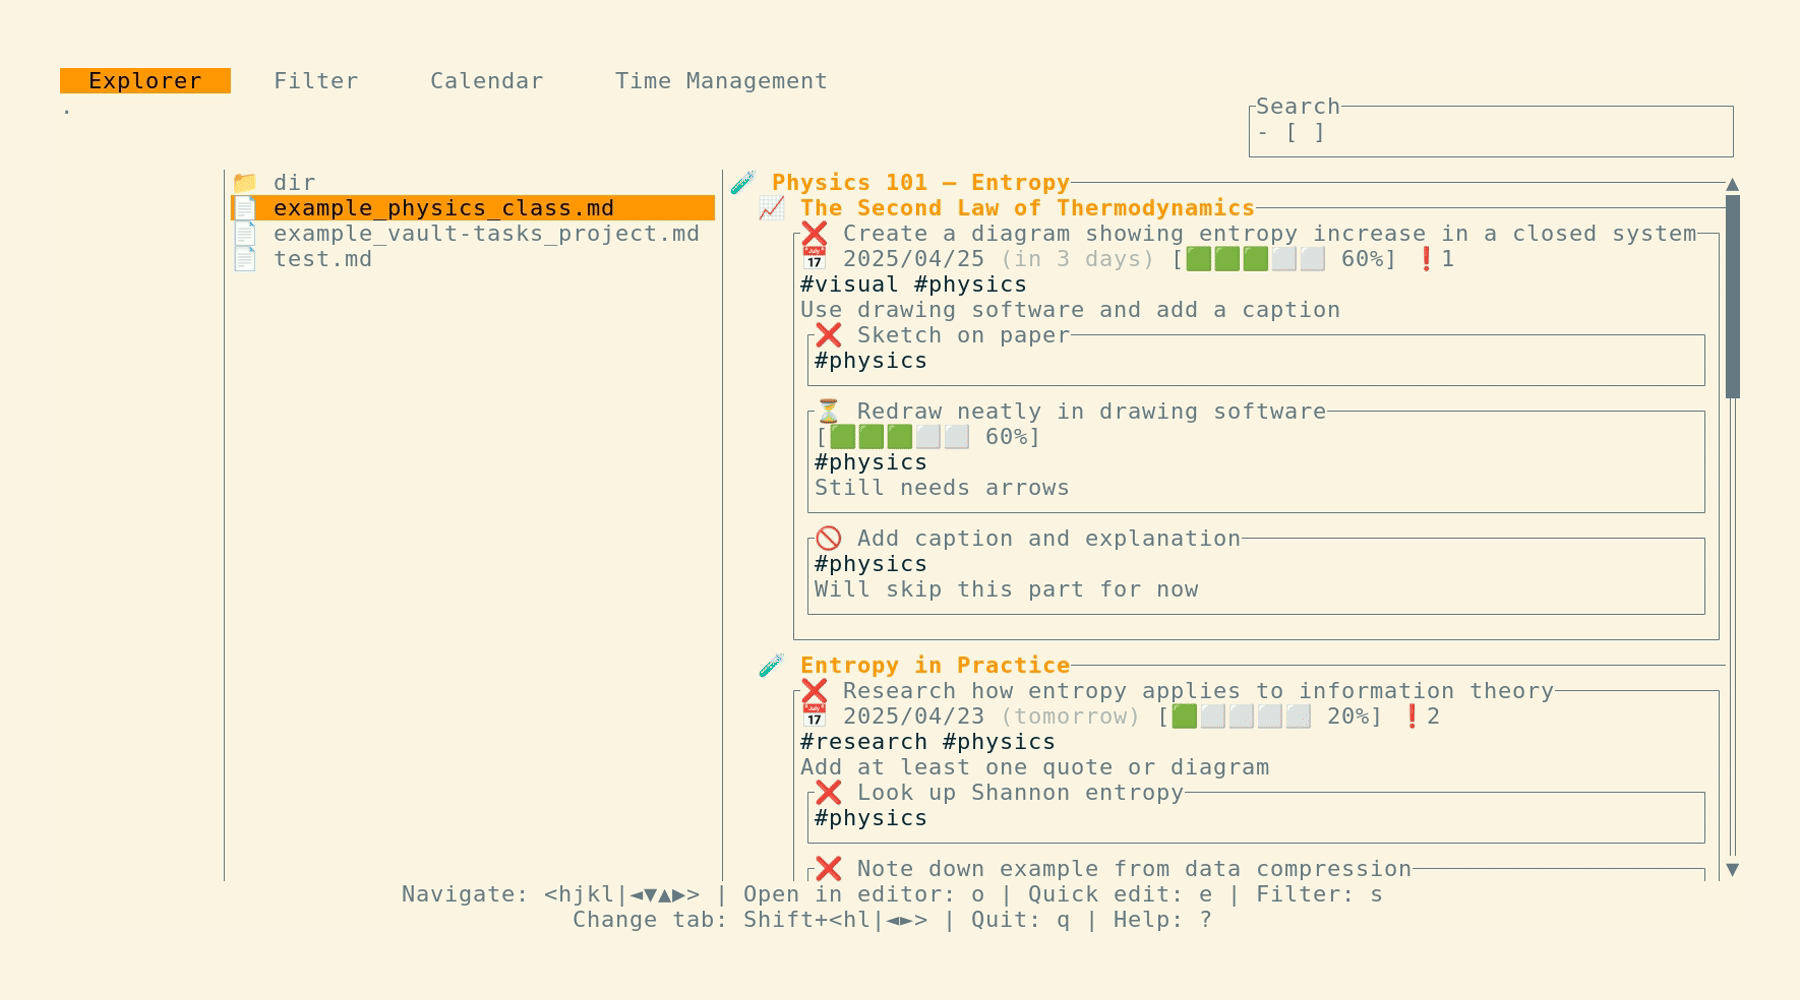 Explorer Filter Calendar Time Management
.
Search
- [ ]
📁 dir
📄 example_physics_class.md
📄 example_vault-tasks_project.md
📄 test.md
🧪 Physics 101 — Entropy
📈 The Second Law of Thermodynamics
❌ Create a diagram showing entropy increase in a closed system
📅 2025/04/25 (in 3 days) [🟩🟩🟩⬜⬜ 60%] ❗1
#visual #physics
Use drawing software and add a caption
❌ Sketch on paper
#physics
⏳ Redraw neatly in drawing software
[🟩🟩🟩⬜⬜ 60%]
#physics
Still needs arrows
🚫 Add caption and explanation
#physics
Will skip this part for now
🧪 Entropy in Practice
❌ Research how entropy applies to information theory
📅 2025/04/23 (tomorrow) [🟩⬜⬜⬜⬜ 20%] ❗2
#research #physics
Add at least one quote or diagram
❌ Look up Shannon entropy
#physics
❌ Note down example from data compression
Navigate: <hjkl|◄▼▲▶> | Open in editor: o | Quick edit: e | Filter: s
Change tab: Shift+<hl|◄►> | Quit: q | Help: ?